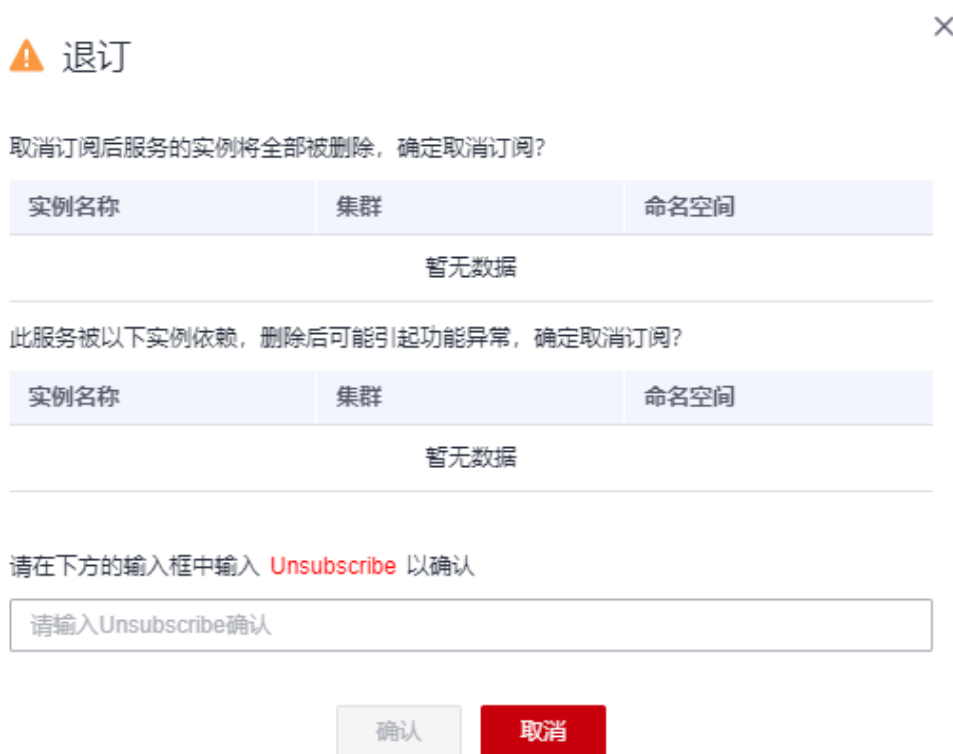 退订
取消订阅后服务的实例将全部被删除，确定取消订阅?
实例名称 集群 命名空间
暂无数据
此服务被以下实例依赖，删除后可能引起功能异常，确定取消订阅?
实例名称 集群 命名空间
暂无数据
请在下方的输入框中输入 Unsubscribe 以确认
请输入Unsubscribe确认
确认 取消